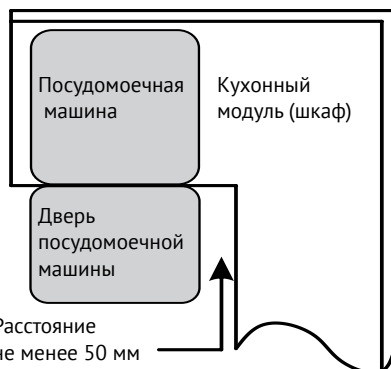 Посудомоечная
машина
Кухонный
модуль (шкаф)
Дверь
посудомоечной
машины
Расстояние
не менее 50 мм